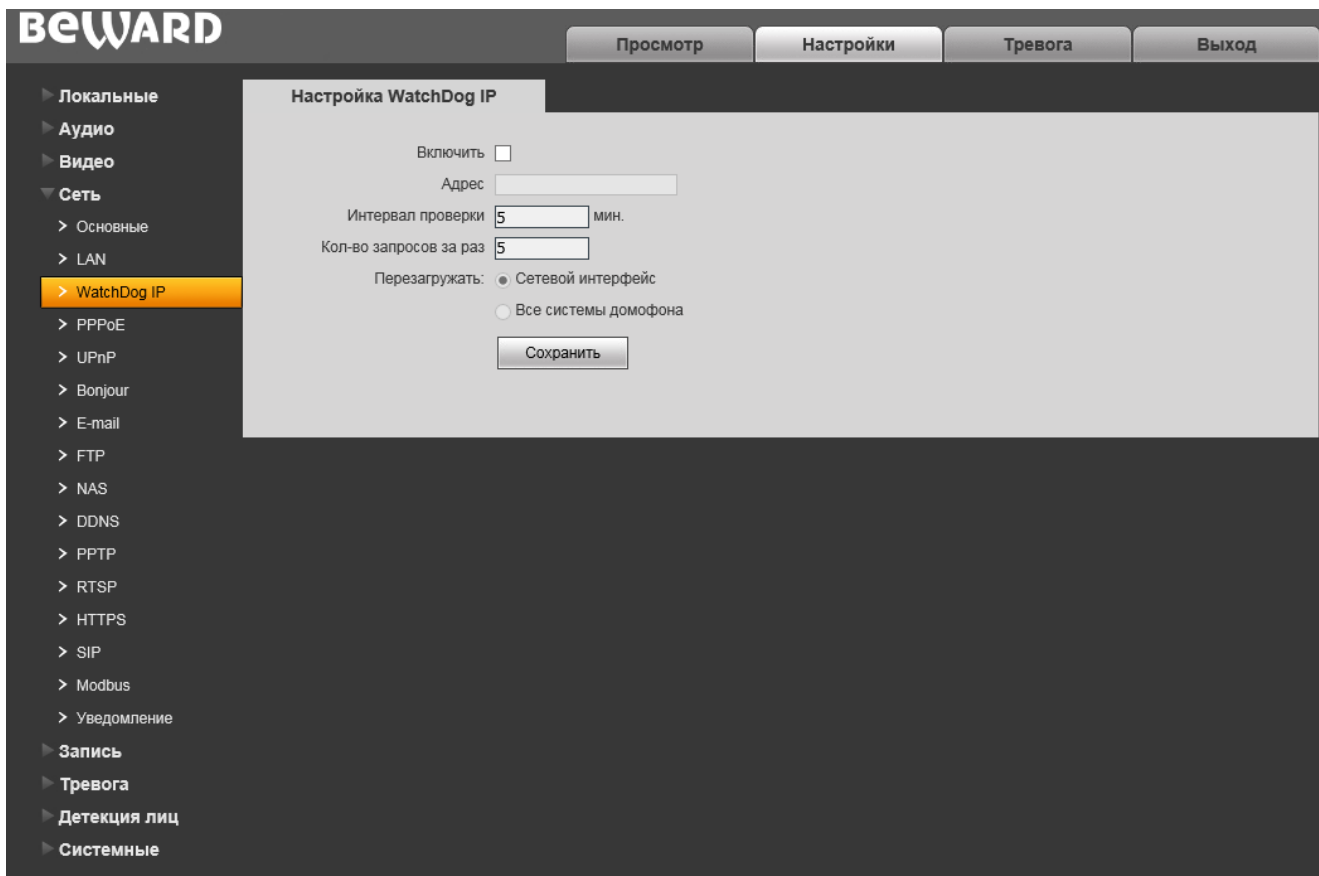 BEWARD
Просмотр
Настройки
Тревога
Выход
Локальные
Аудио
Видео
Сеть
> Основные
> LAN
> WatchDog IP
> PPPoE
> UPnP
> Bonjour
> E-mail
> FTP
> NAS
> DDNS
> PPTP
> RTSP
> HTTPS
> SIP
> Modbus
> Уведомление
Запись
Тревога
Детекция лиц
Системные
Настройка WatchDog IP
Включить
Адрес
Интервал проверки 5 мин.
Кол-во запросов за раз 5
Перезагружать: Сетевой интерфейс
Все системы домофона
Сохранить